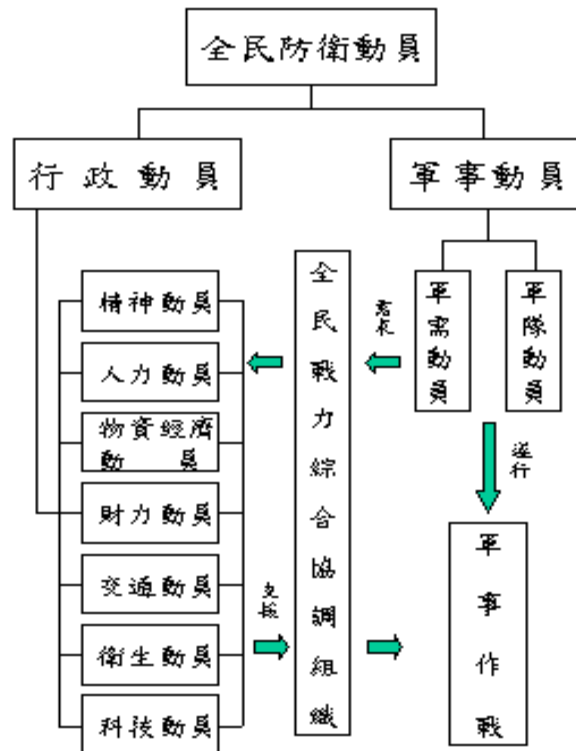 全民防衛動員
行政動員
軍事動員
精神動員
人力動員
物資經濟
動員
財力動員
交通動員
衛生動員
科技動員
全民戰力綜合協調組織
軍需動員
軍隊動員
需求
遂行
支援
軍事作戰